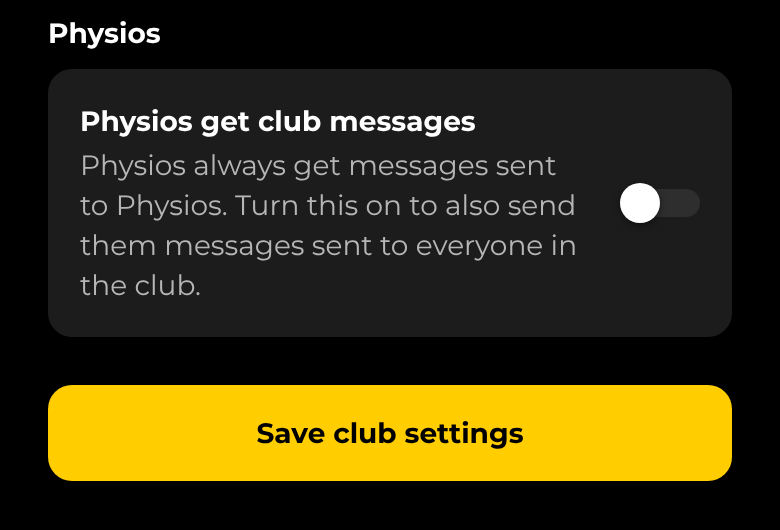 Physios
Physios get club messages
Physios always get messages sent
to Physios. Turn this on to also send
them messages sent to everyone in
the club.
Save club settings